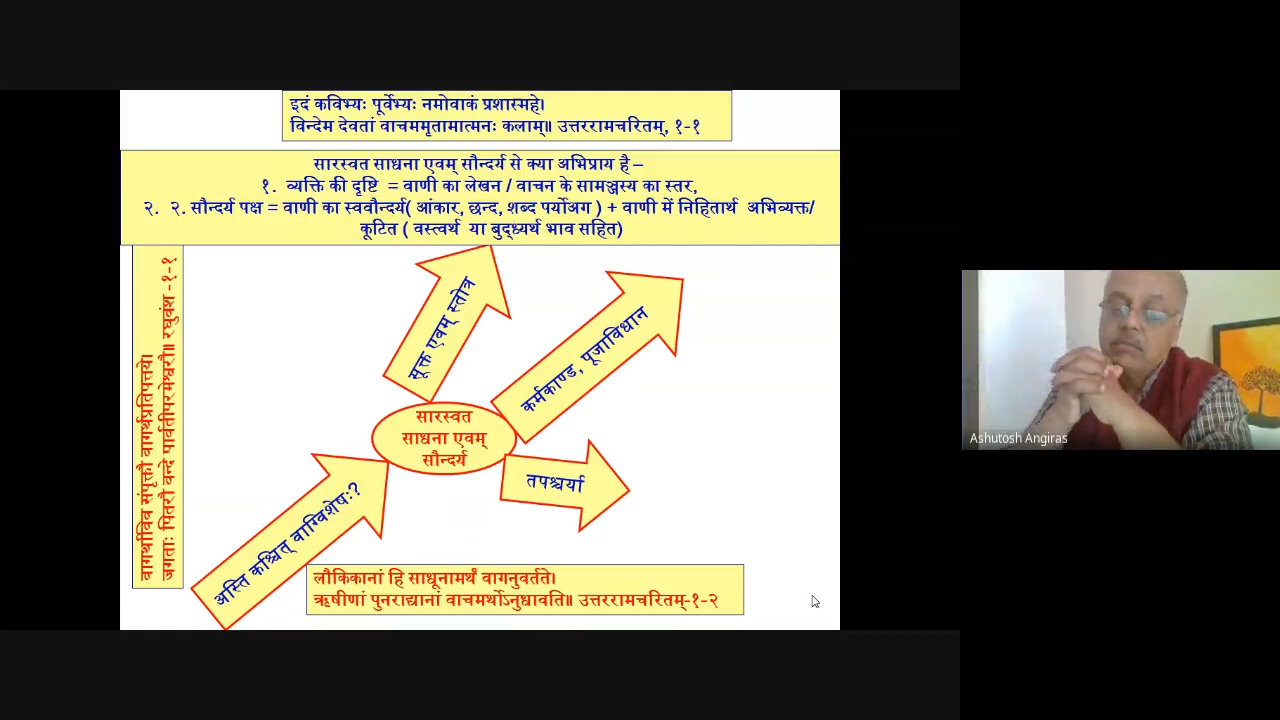 इदं कविभ्यः पूर्वेभ्यः नमोवाकं प्रशास्महे।
विन्देम देवतां वाचममृतामात्मनः कलाम्॥ उत्तररामचरितम्, १-१
सारस्वत साधना एवम् सौन्दर्य से क्या अभिप्राय है –
१. व्यक्ति की दृष्टि = वाणी का लेखन / वाचन के सामञ्जस्य का स्तर,
२. २. सौन्दर्य पक्ष = वाणी का स्ववौन्दर्य( आंकार, छन्द, शब्द पर्योअग ) + वाणी में निहितार्थ अभिव्यक्त/
कूटित ( वस्त्वर्थ या बुद्ध्यर्थ भाव सहित)
वागर्थाविव संपृक्तौ वागर्थप्रतिपत्तये।
जगताः पितरौ वन्दे पार्वतीपरमेश्वरौ॥ रघुवंश -१-१
सूक्त एवम् स्तोत्र
कर्मकाण्ड, पूजाविधान
सारस्वत
साधना एवम्
सौन्दर्य
तपश्चर्या
अस्ति कश्चित् वाग्विशेषः?
लौकिकानां हि साधूनामर्थं वागनुवर्तते।
ऋषीणां पुनराद्यानां वाचमर्थोऽनुधावति॥ उत्तररामचरितम्-१-२
Ashutosh Angiras